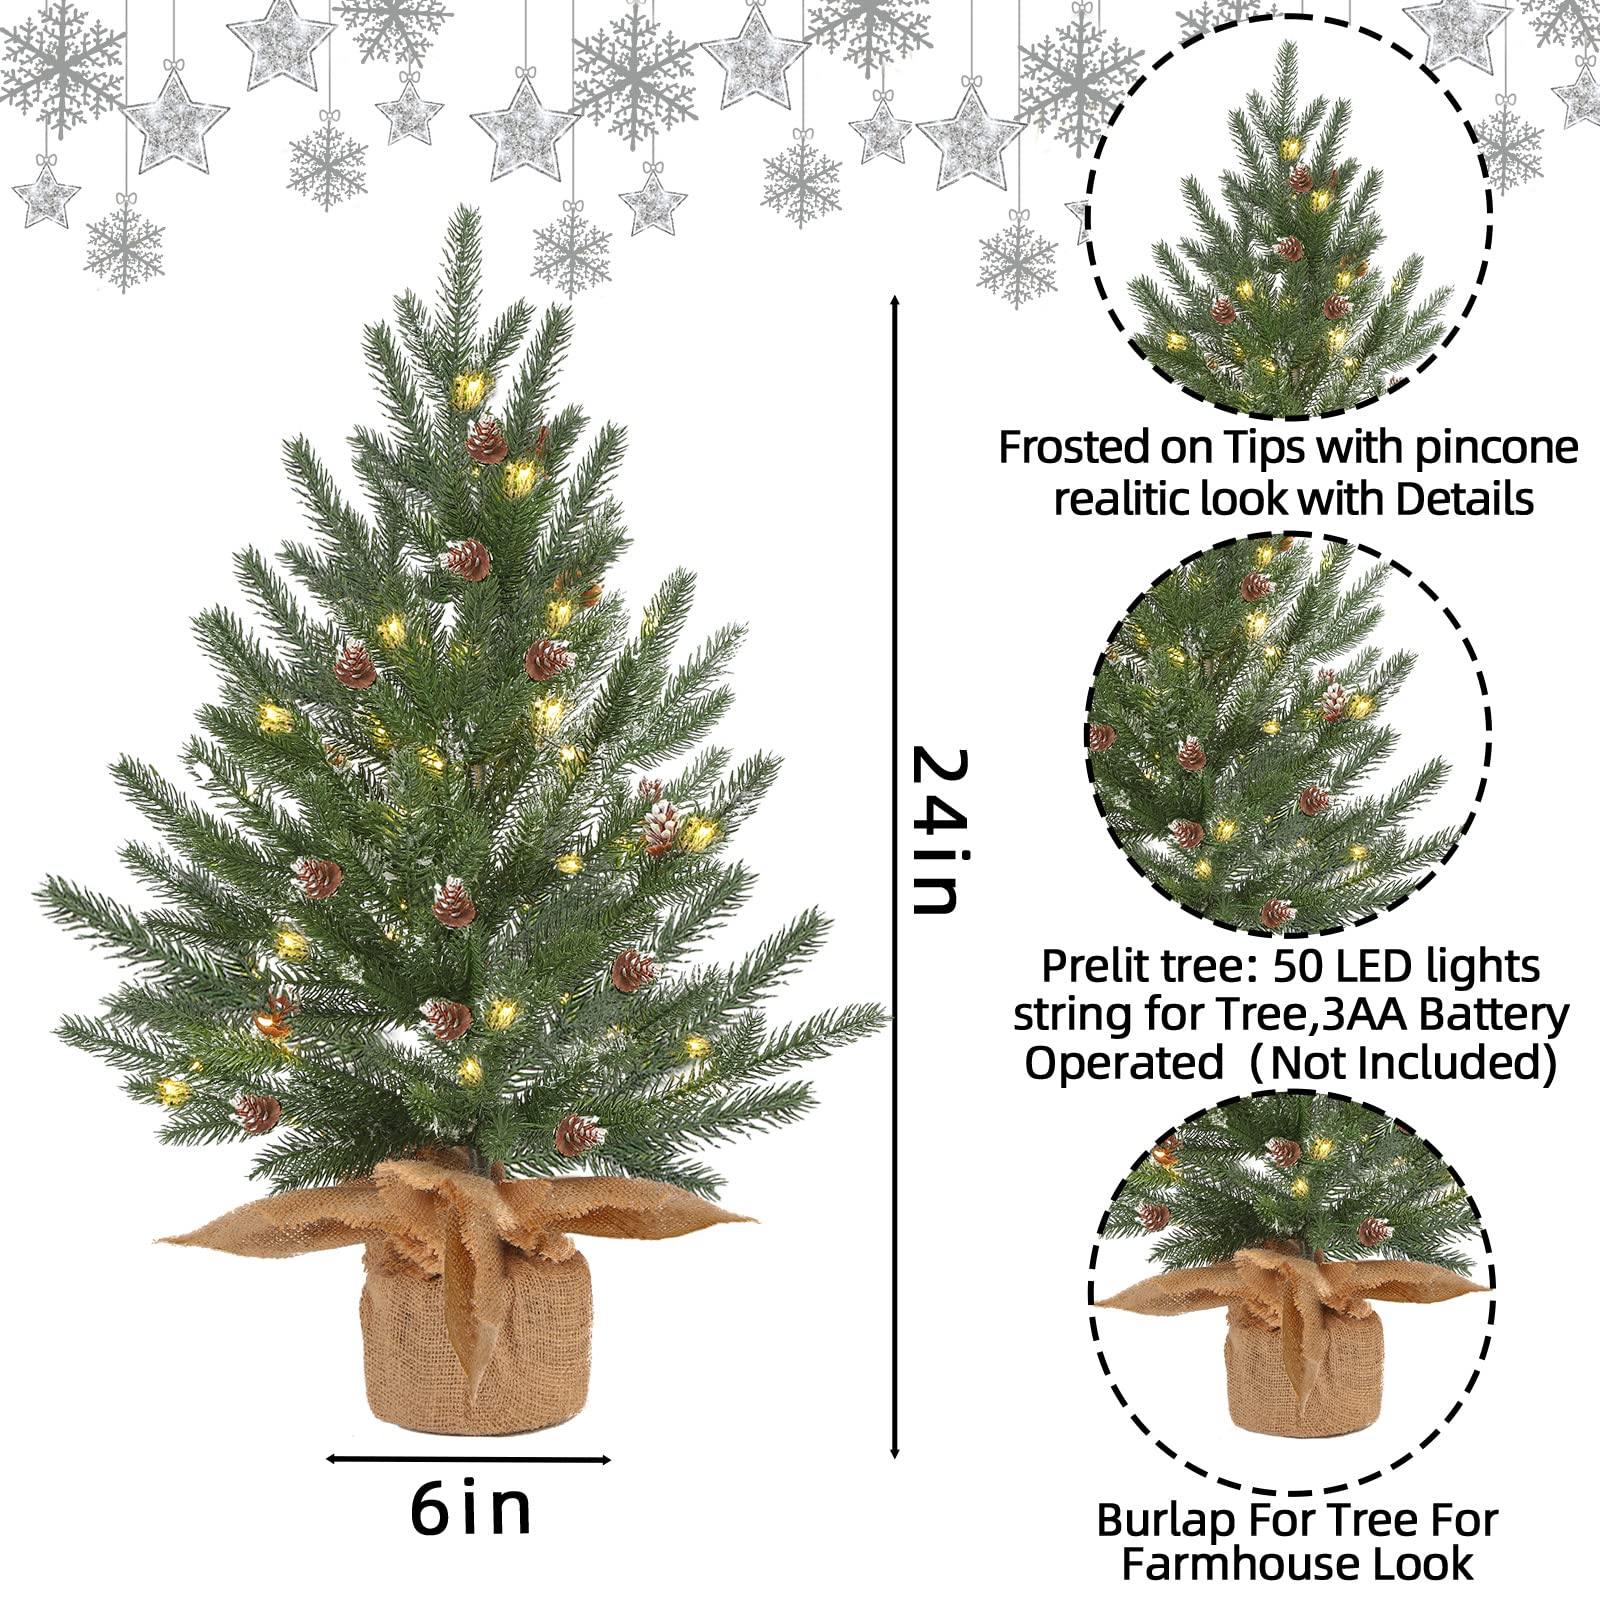 Frosted on Tips with pincone
realitic look with Details
24in
Prelit tree: 50 LED lights
string for Tree,3AA Battery
Operated（Not Included)
6in
Burlap For Tree For
Farmhouse Look